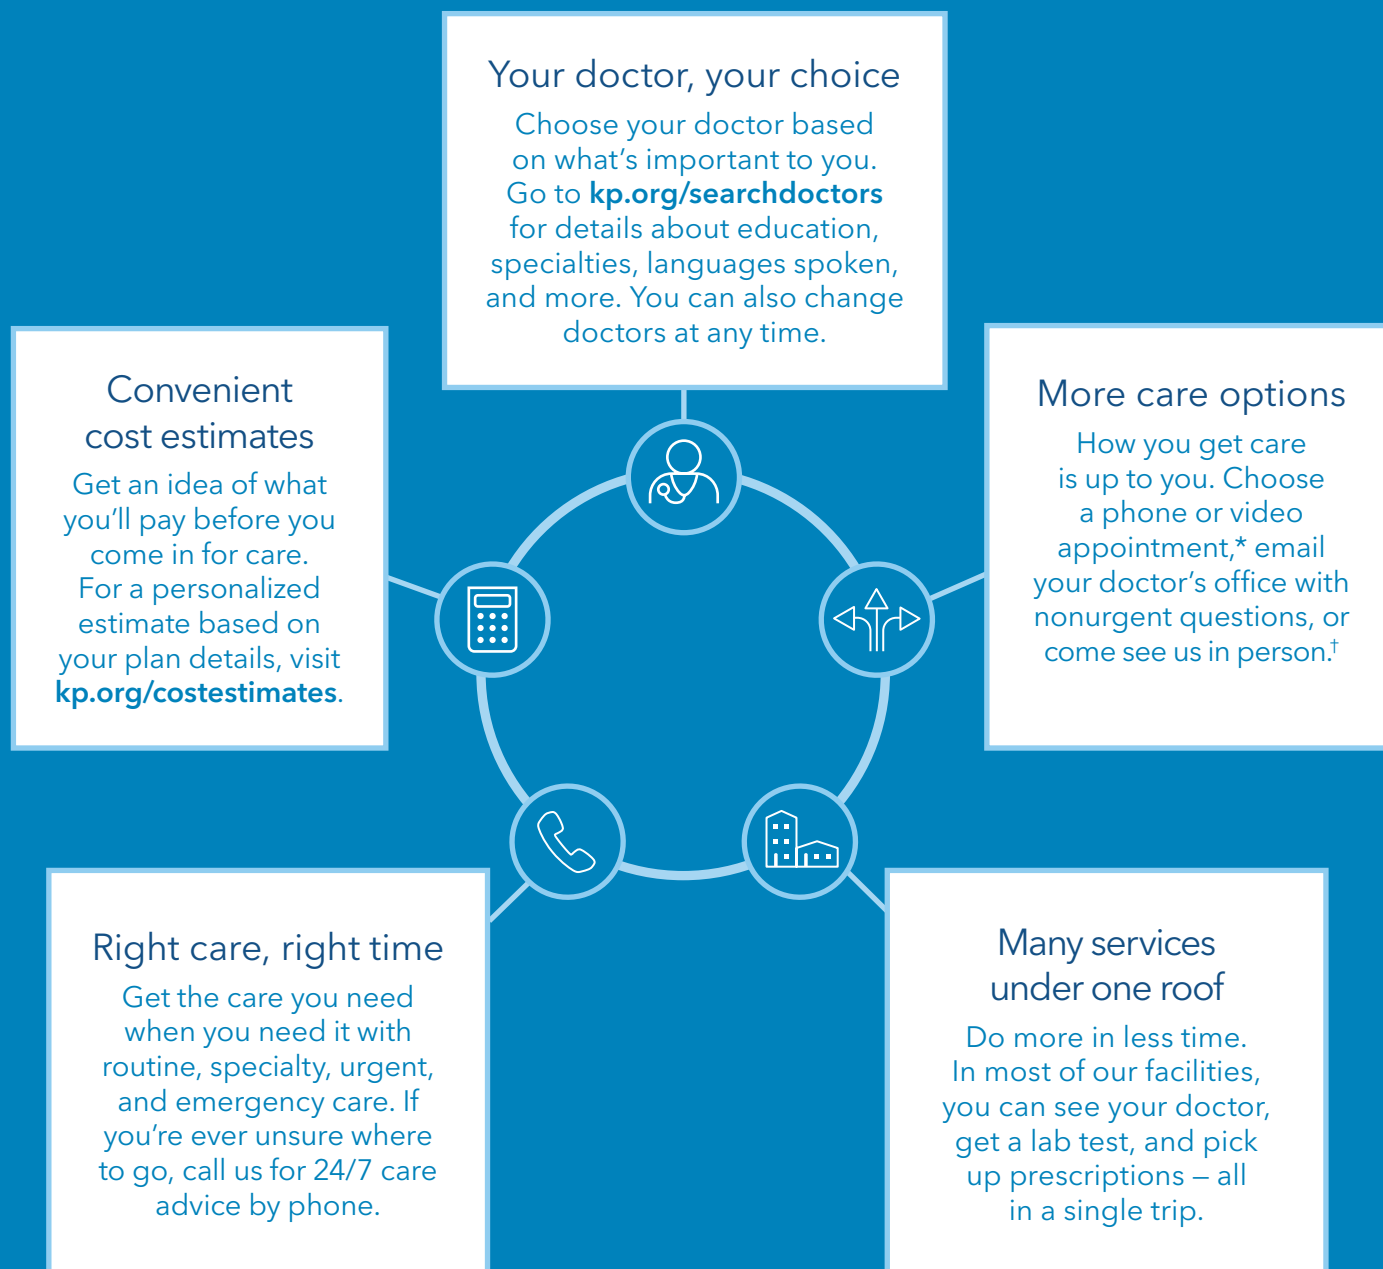 Your doctor, your choice
Choose your doctor based
on what's important to you.
Go to kp.org/searchdoctors
for details about education,
specialties, languages spoken,
and more. You can also change
doctors at any time.
Convenient
cost estimates
Get an idea of what
you'll pay before you
come in for care.
For a personalized
estimate based on
your plan details, visit
kp.org/costestimates.
More care options
How you get care
is up to you. Choose
a phone or video
appointment,* email
your doctor's office with
nonurgent questions, or
come see us in person.†
Right care, right time
Get the care you need
when you need it with
routine, specialty, urgent,
and emergency care. If
you're ever unsure where
to go, call us for 24/7 care
advice by phone.
Many services
under one roof
Do more in less time.
In most of our facilities,
you can see your doctor,
get a lab test, and pick
up prescriptions – all
in a single trip.